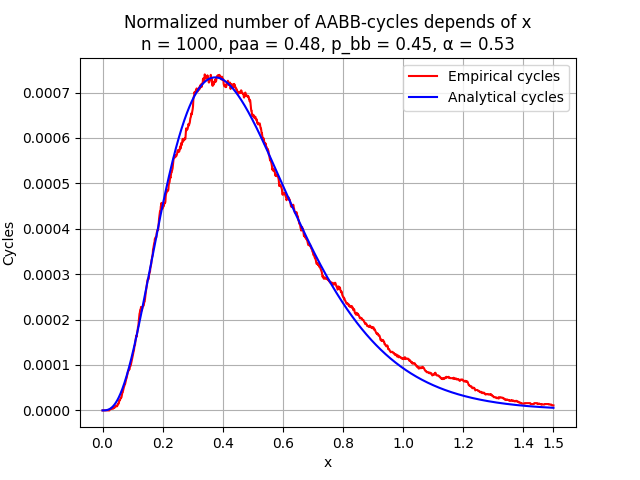 Normalized number of AABB-cycles depends of x
n = 1000, paa = 0.48, p_bb = 0.45, α = 0.53
Empirical cycles
Analytical cycles
0.0007
0.0006
0.0005
0.0004
0.0003
0.0002
0.0001
0.0000
Cycles
0.0 0.2 0.4 0.6 0.8 1.0 1.2 1.4 1.5
x